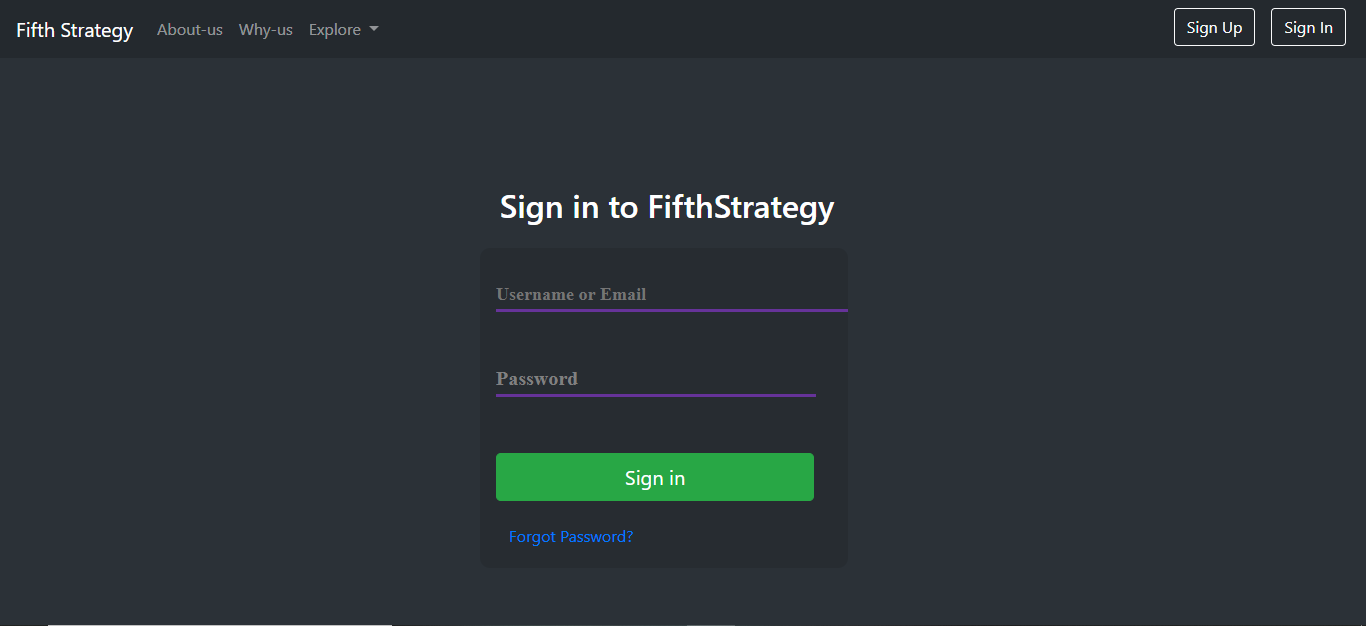 Fifth Strategy About-us Why-us Explore Sign Up Sign In
Sign in to FifthStrategy
Username or Email
Password
Sign in
Forgot Password?